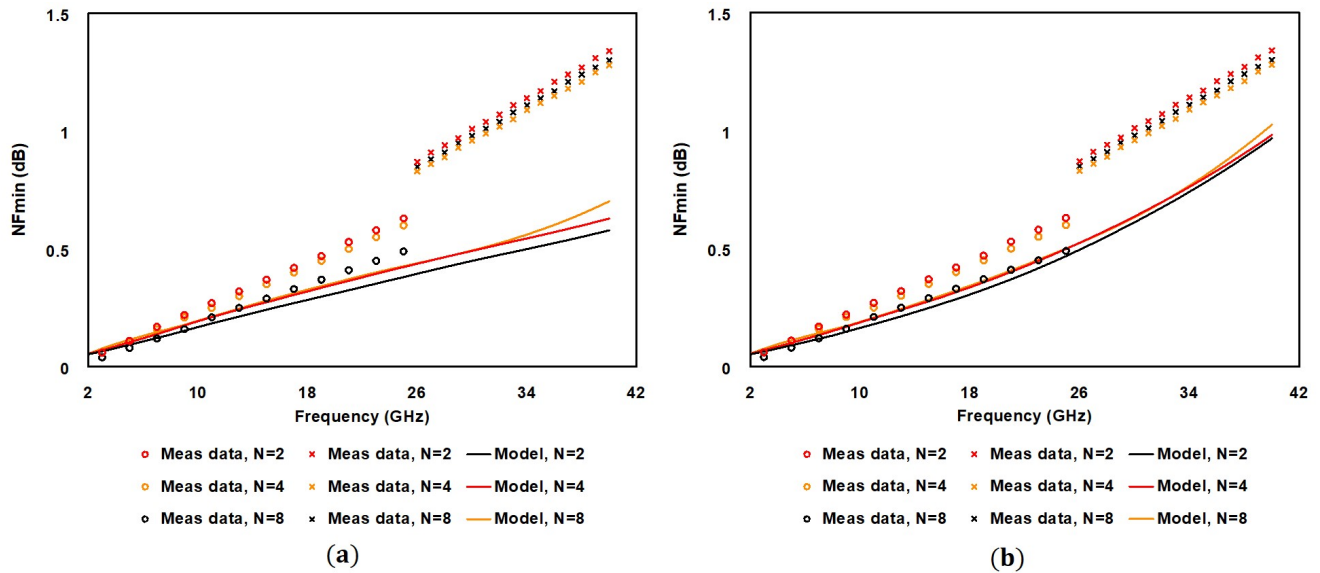 (a)
1.5
1
0.5
0
NFmin (dB)
2 10 18 26 34 42
Frequency (GHz)
Meas data, N=2 Meas data, N=2 Model, N=2
Meas data, N=4 Meas data, N=4 Model, N=4
Meas data, N=8 Meas data, N=8 Model, N=8
(a)
(b)
1.5
1
0.5
0
NFmin (dB)
2 10 18 26 34 42
Frequency (GHz)
Meas data, N=2 Meas data, N=2 Model, N=2
Meas data, N=4 Meas data, N=4 Model, N=4
Meas data, N=8 Meas data, N=8 Model, N=8
(b)